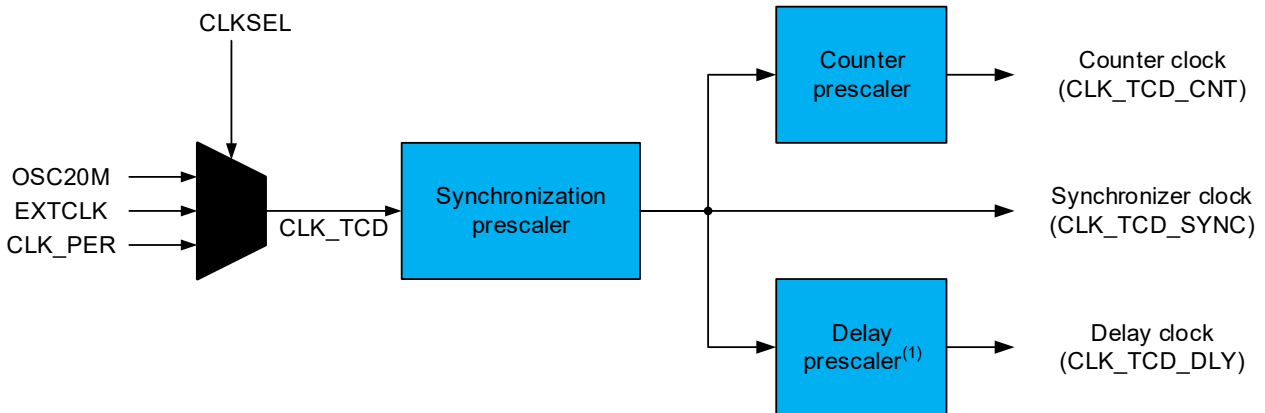 CLKSEL
OSC20M
EXTCLK
CLK_PER
CLK_TCD
Synchronization
prescaler
Counter
prescaler
Counter clock
(CLK_TCD_CNT)
Synchronizer clock
(CLK_TCD_SYNC)
Delay
prescaler(1)
Delay clock
(CLK_TCD_DLY)